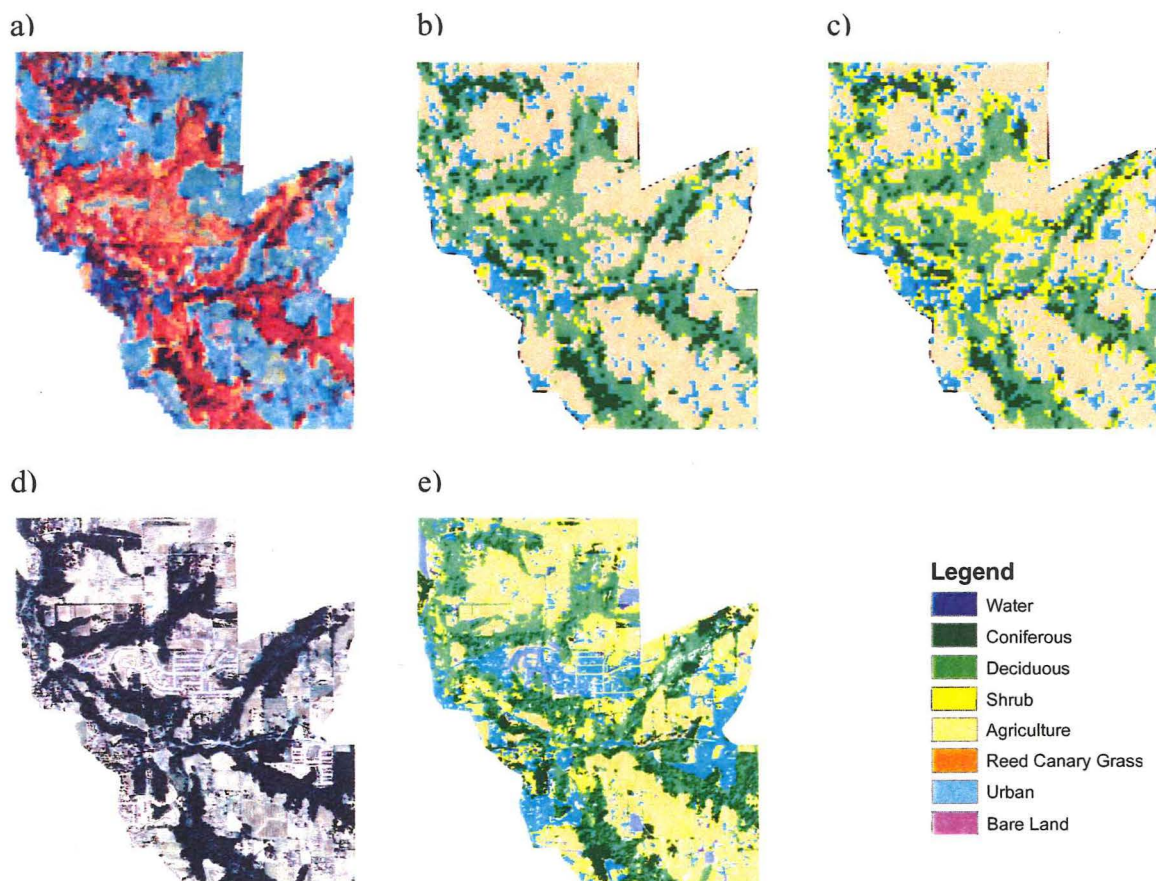 a)
b)
c)
d)
e)
Legend
Water
Coniferous
Deciduous
Shrub
Agriculture
Reed Canary Grass
Urban
Bare Land